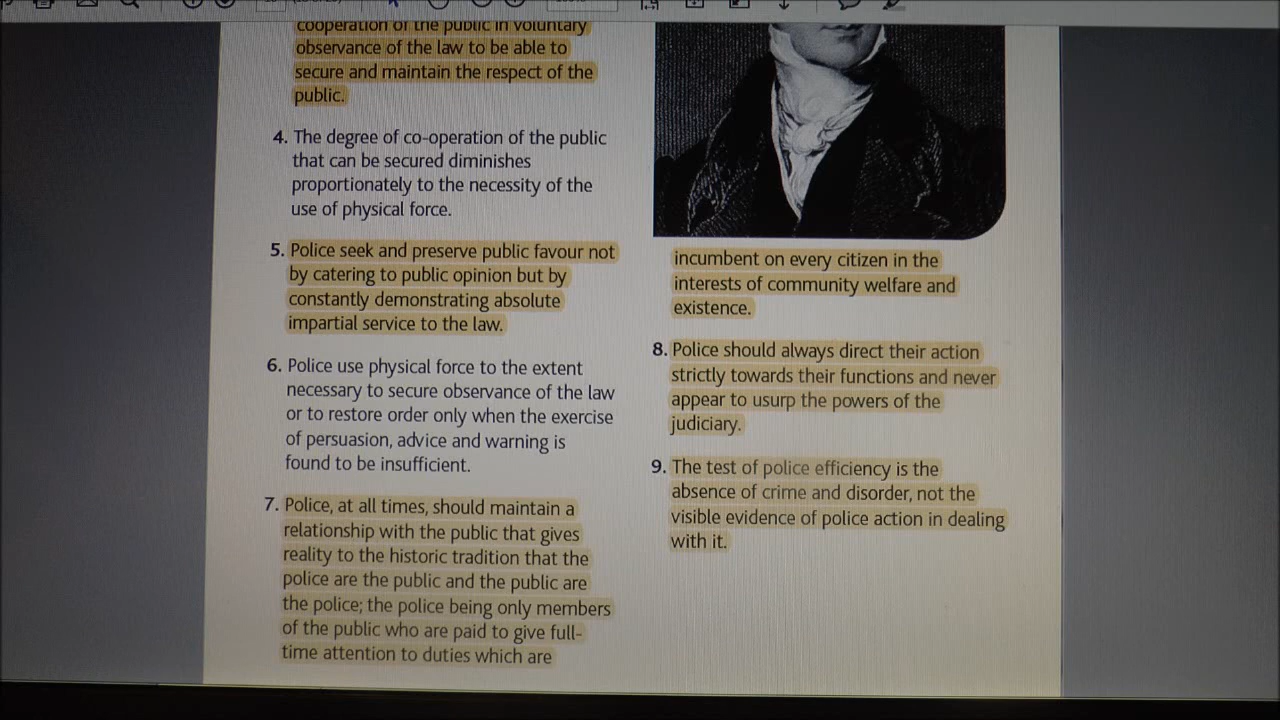 cooperation of the public in voluntary
observance of the law to be able to
secure and maintain the respect of the
public.
4. The degree of co-operation of the public
that can be secured diminishes
proportionately to the necessity of the
use of physical force.
5. Police seek and preserve public favour not
by catering to public opinion but by
constantly demonstrating absolute
impartial service to the law.
6. Police use physical force to the extent
necessary to secure observance of the law
or to restore order only when the exercise
of persuasion, advice and warning is
found to be insufficient.
7. Police, at all times, should maintain a
relationship with the public that gives
reality to the historic tradition that the
police are the public and the public are
the police; the police being only members
of the public who are paid to give full-
time attention to duties which are
incumbent on every citizen in the
interests of community welfare and
existence.
8. Police should always direct their action
strictly towards their functions and never
appear to usurp the powers of the
judiciary.
9. The test of police efficiency is the
absence of crime and disorder, not the
visible evidence of police action in dealing
with it.